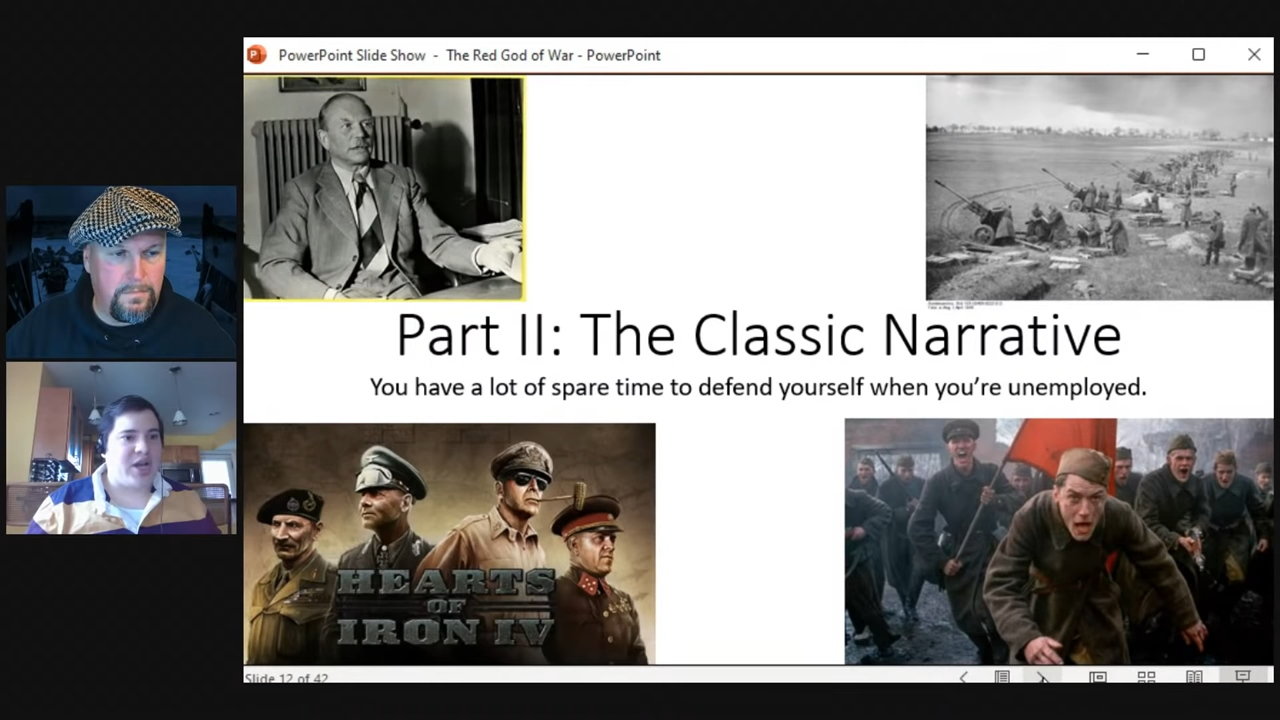 PowerPoint Slide Show - The Red God of War - PowerPoint
Part II: The Classic Narrative
You have a lot of spare time to defend yourself when you’re unemployed.
HEARTS
OF
IRON IV
Slide 12 of 42